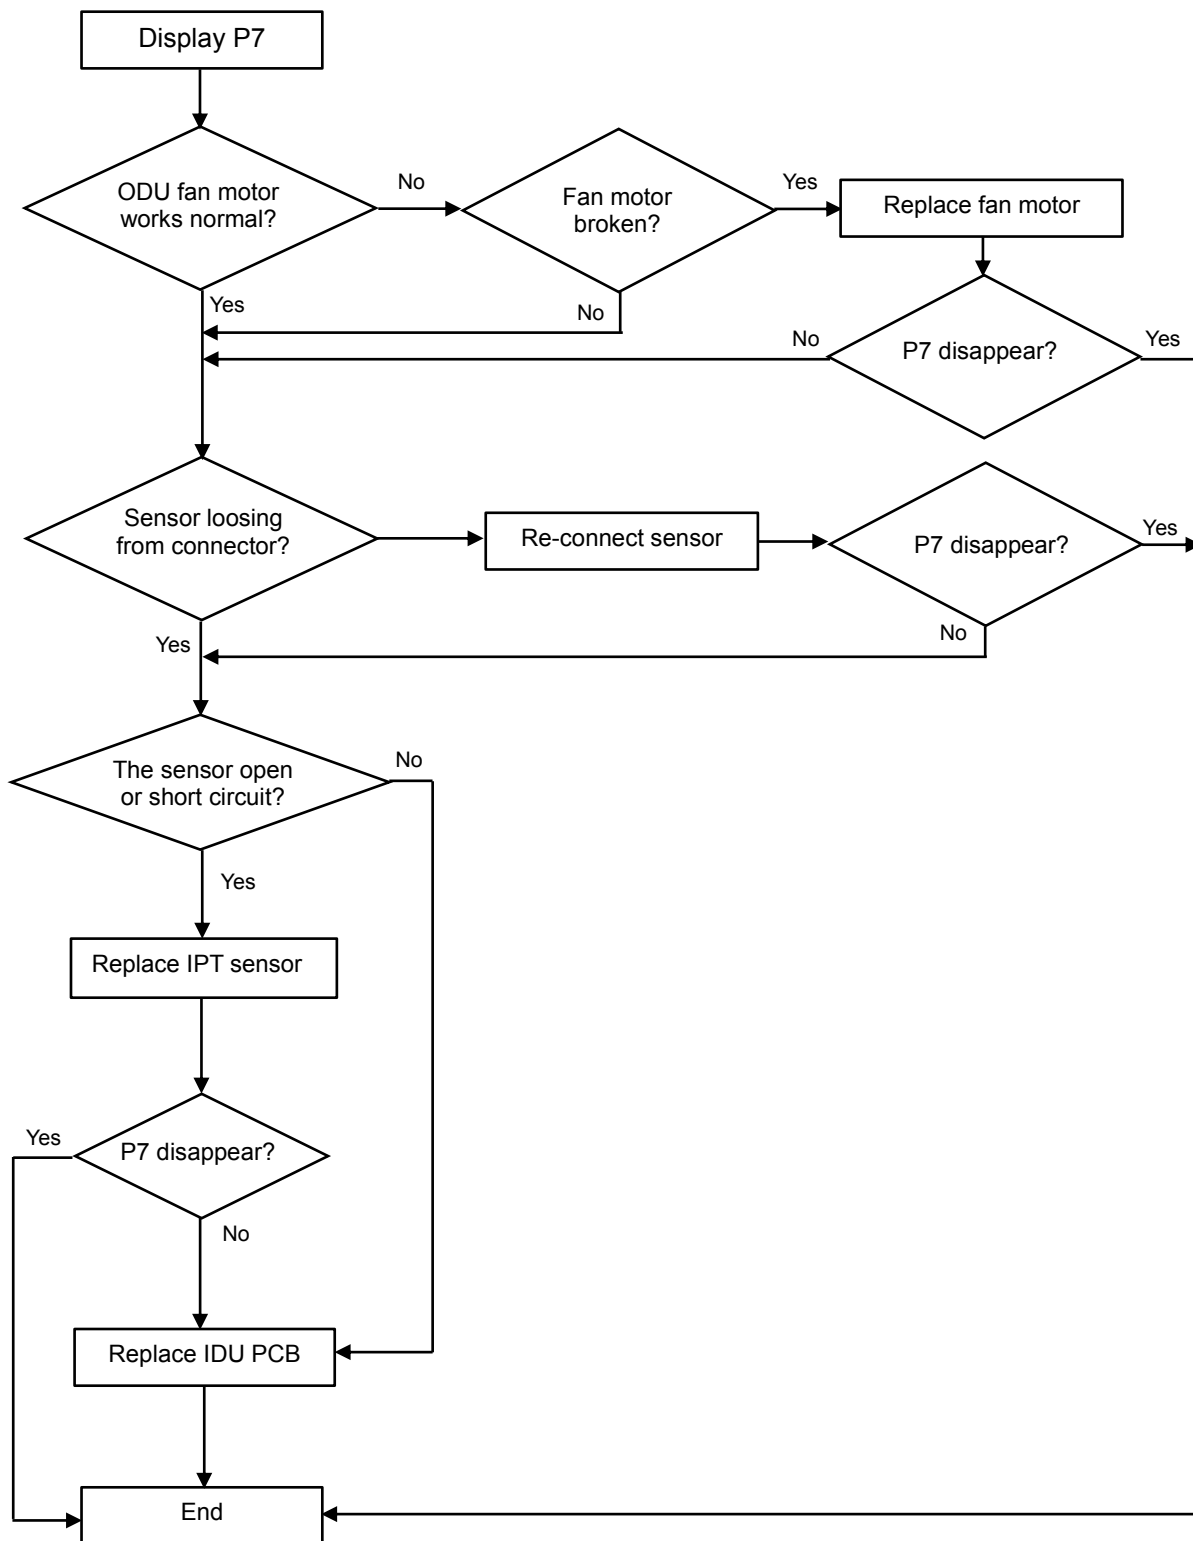 Display P7
ODU fan motor
works normal?
No
Fan motor
broken?
Yes
Replace fan motor
Yes
No
No
P7 disappear?
Yes
Sensor loosing
from connector?
Re-connect sensor
P7 disappear?
Yes
Yes
No
The sensor open
or short circuit?
No
Yes
Replace IPT sensor
Yes
P7 disappear?
No
Replace IDU PCB
End